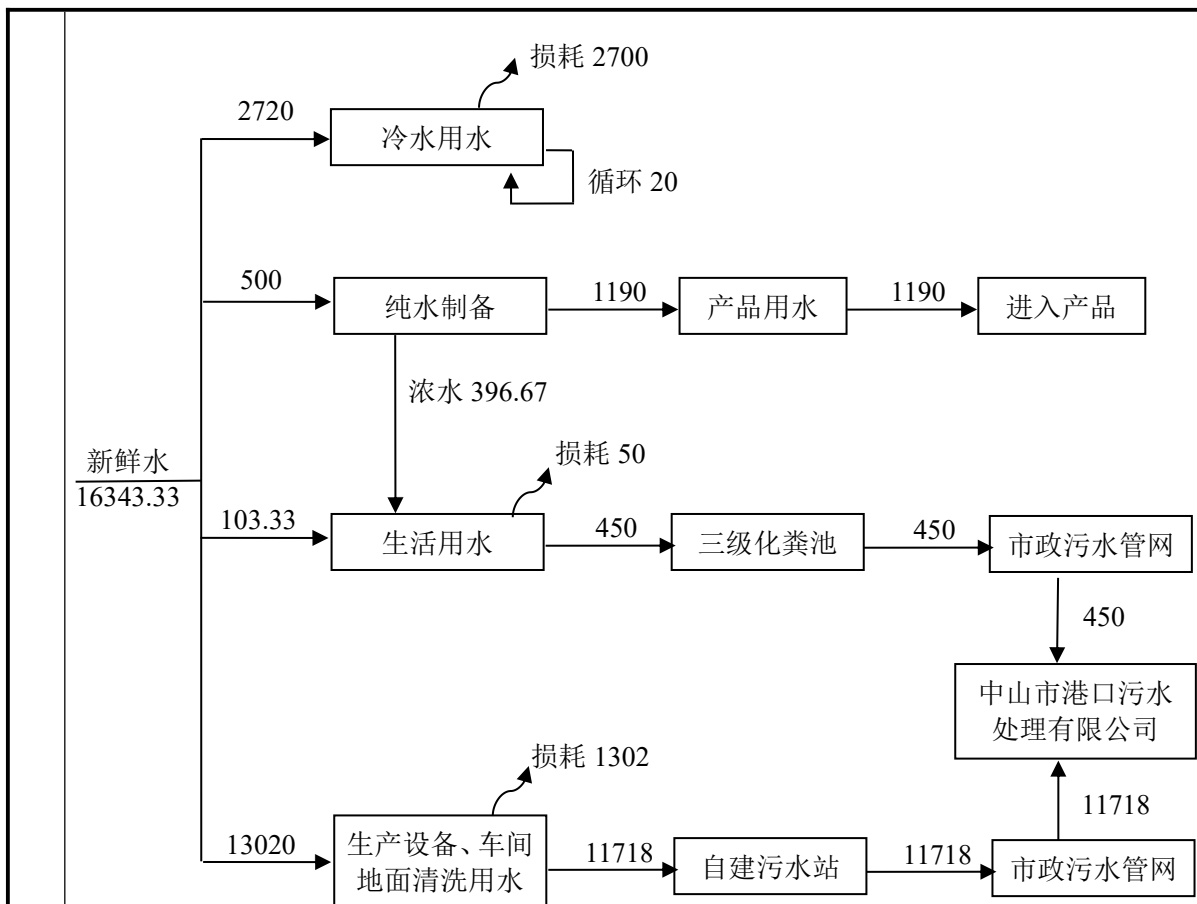 损耗 2700
2720
冷水用水
循环 20
500
纯水制备
1190
产品用水
1190
进入产品
浓水 396.67
新鲜水
16343.33
损耗 50
103.33
生活用水
450
三级化粪池
450
市政污水管网
450
中山市港口污水
处理有限公司
损耗 1302
11718
13020
生产设备、车间
地面清洗用水
11718
自建污水站
11718
市政污水管网